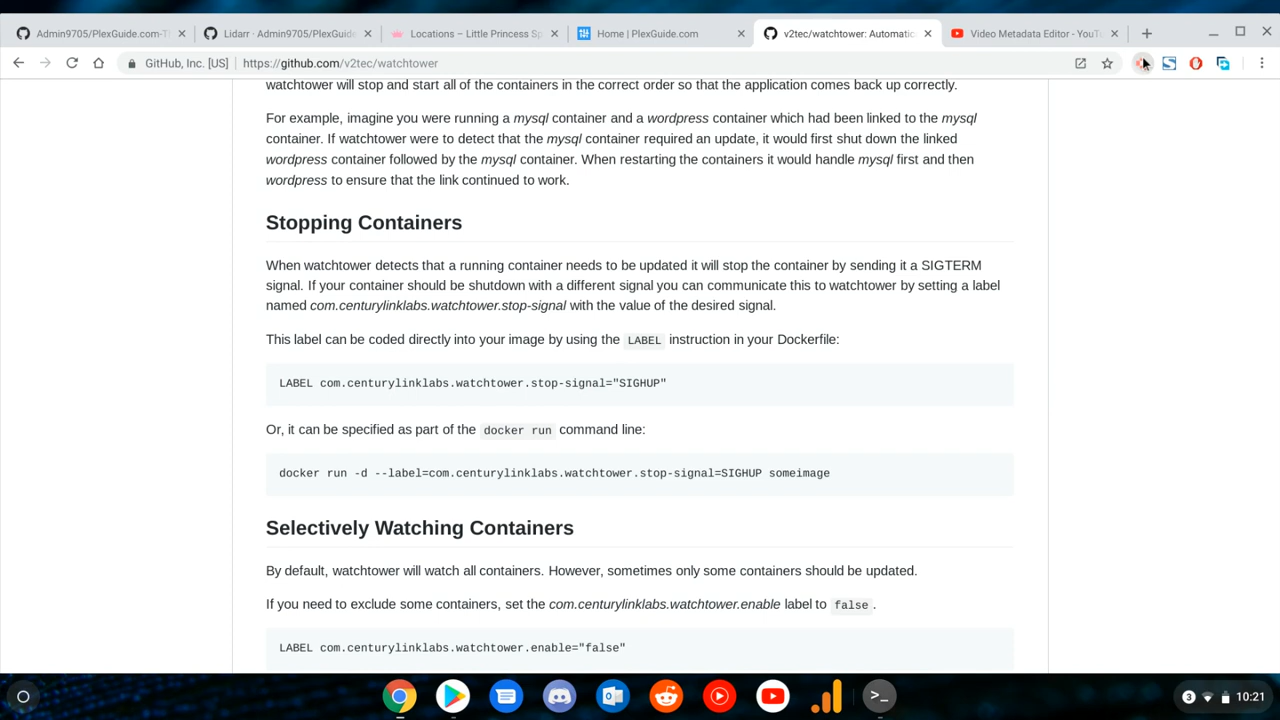 Admin9705/PlexGuide.com-T
Lidarr · Admin9705/PlexGuide
Locations – Little Princess Sp
Home | PlexGuide.com
v2tec/watchtower: Automatic
Video Metadata Editor - YouTu
GitHub, Inc. [US]
https://github.com/v2tec/watchtower
watchtower will stop and start all of the containers in the correct order so that the application comes back up correctly.
For example, imagine you were running a mysql container and a wordpress container which had been linked to the mysql
container. If watchtower were to detect that the mysql container required an update, it would first shut down the linked
wordpress container followed by the mysql container. When restarting the containers it would handle mysql first and then
wordpress to ensure that the link continued to work.
Stopping Containers
When watchtower detects that a running container needs to be updated it will stop the container by sending it a SIGTERM
signal. If your container should be shutdown with a different signal you can communicate this to watchtower by setting a label
named com.centurylinklabs.watchtower.stop-signal with the value of the desired signal.
This label can be coded directly into your image by using the LABEL instruction in your Dockerfile:
LABEL com.centurylinklabs.watchtower.stop-signal="SIGHUP"
Or, it can be specified as part of the docker run command line:
docker run -d --label=com.centurylinklabs.watchtower.stop-signal=SIGHUP someimage
Selectively Watching Containers
By default, watchtower will watch all containers. However, sometimes only some containers should be updated.
If you need to exclude some containers, set the com.centurylinklabs.watchtower.enable label to false.
LABEL com.centurylinklabs.watchtower.enable="false"
3
10:21